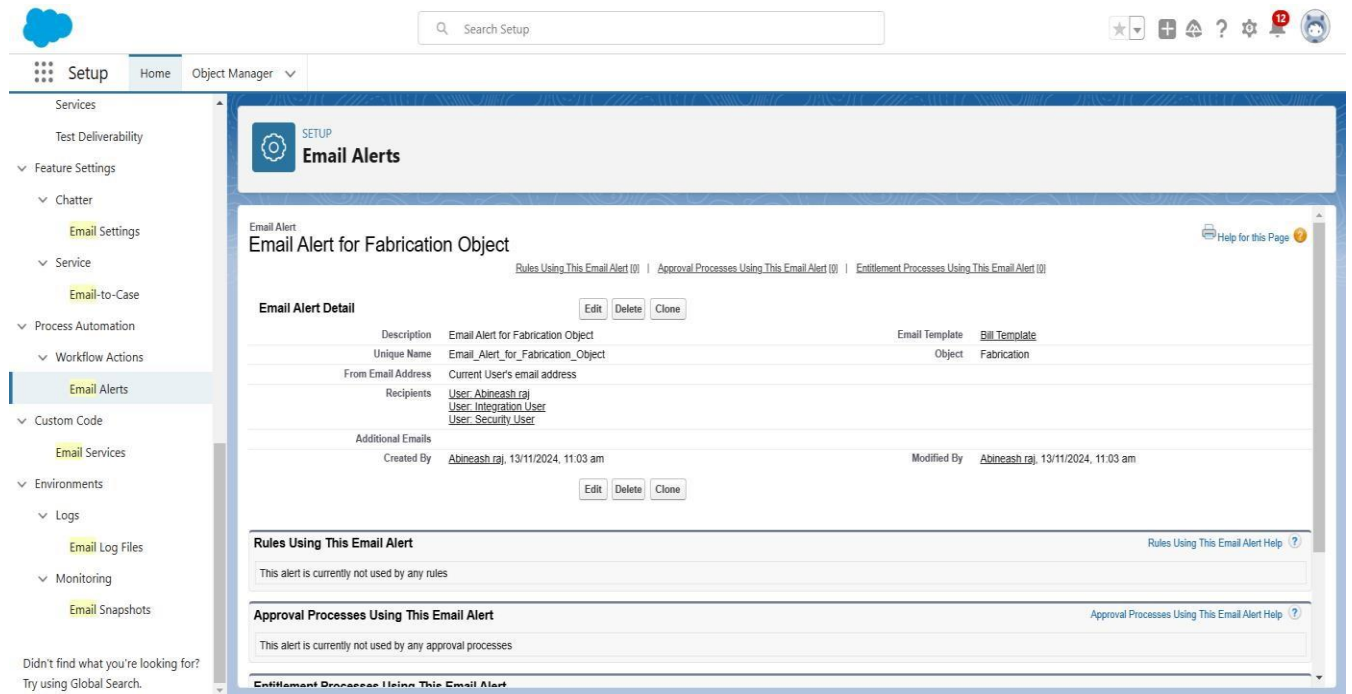 Search Setup
12
Setup
Home
Object Manager
Services
Test Deliverability
Feature Settings
Chatter
Email Settings
Service
Email-to-Case
Process Automation
Workflow Actions
Email Alerts
Custom Code
Email Services
Environments
Logs
Email Log Files
Monitoring
Email Snapshots
Didn't find what you're looking for?
Try using Global Search.
SETUP
Email Alerts
Email Alert
Email Alert for Fabrication Object
Help for this Page
Rules Using This Email Alert [0] | Approval Processes Using This Email Alert [0] | Entitlement Processes Using This Email Alert [0]
Email Alert Detail Edit Delete Clone
Description Email Alert for Fabrication Object Email Template Bill Template
Unique Name Email_Alert_for_Fabrication_Object Object Fabrication
From Email Address Current User's email address
Recipients User: Abineash raj
User: Integration User
User: Security User
Additional Emails
Created By Abineash raj, 13/11/2024, 11:03 am Modified By Abineash raj, 13/11/2024, 11:03 am
Edit Delete Clone
Rules Using This Email Alert Rules Using This Email Alert Help ?
This alert is currently not used by any rules
Approval Processes Using This Email Alert Approval Processes Using This Email Alert Help ?
This alert is currently not used by any approval processes
Entitlement Processes Using This Email Alert